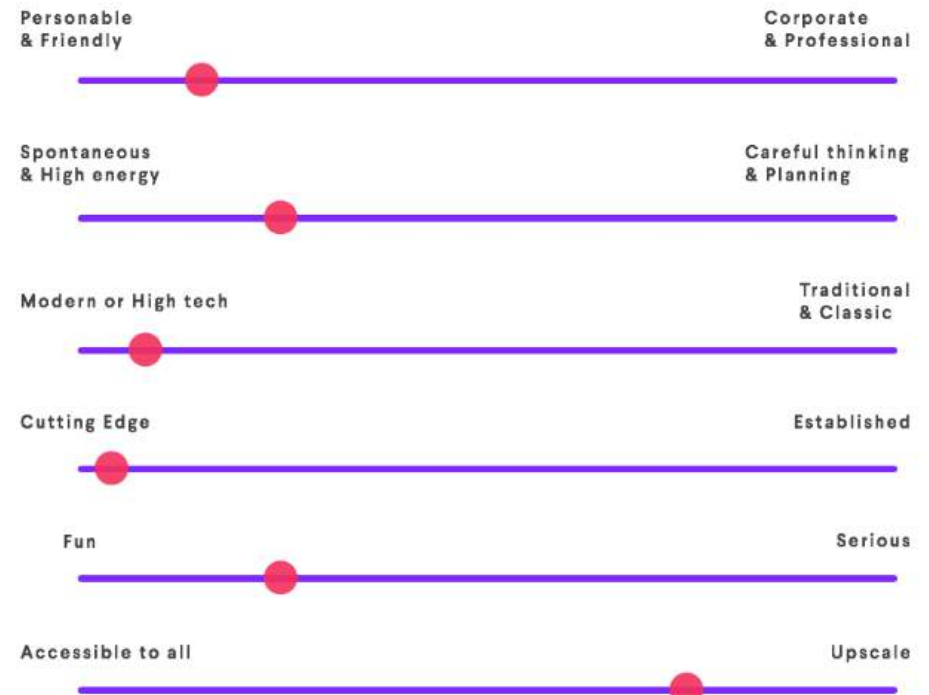 Personable
& Friendly
Corporate
& Professional
Spontaneous
& High energy
Careful thinking
& Planning
Modern or High tech
Traditional
& Classic
Cutting Edge
Established
Fun
Serious
Accessible to all
Upscale